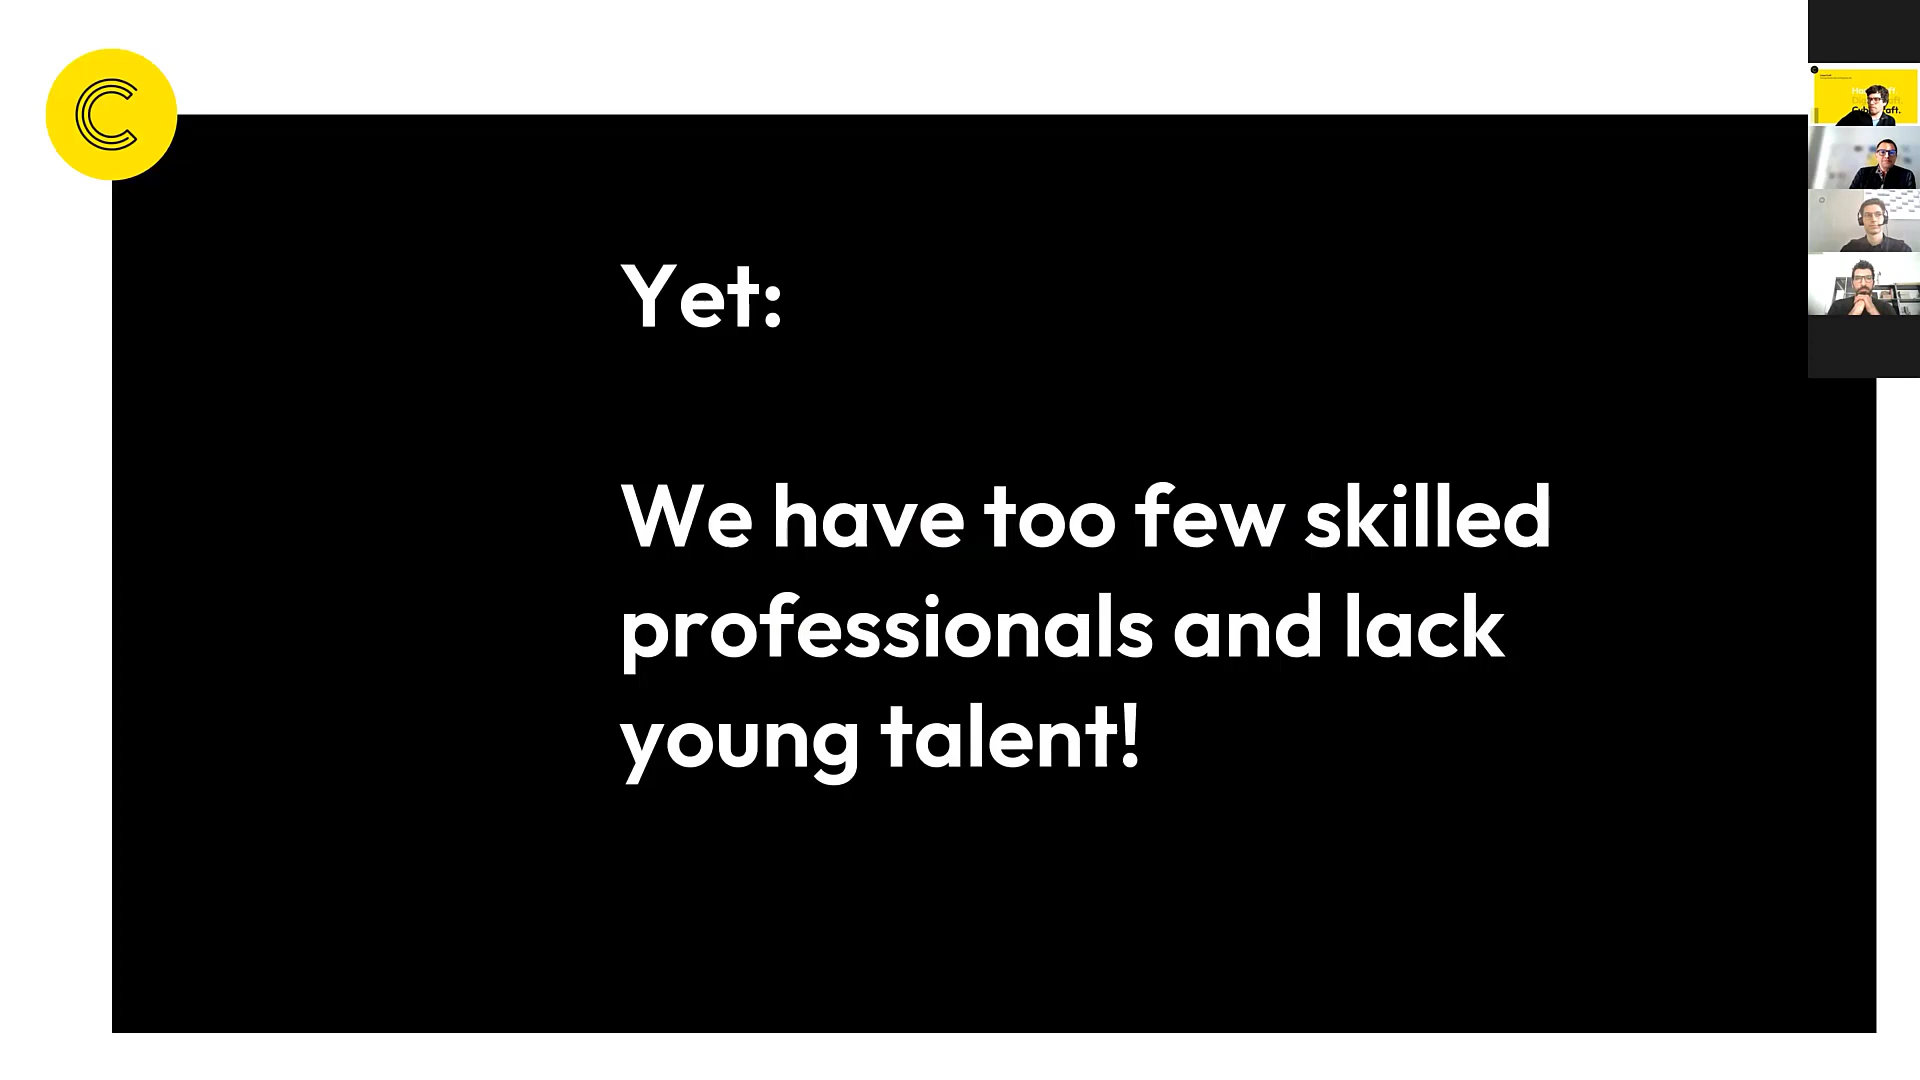 C
Yet:
We have too few skilled
professionals and lack
young talent!